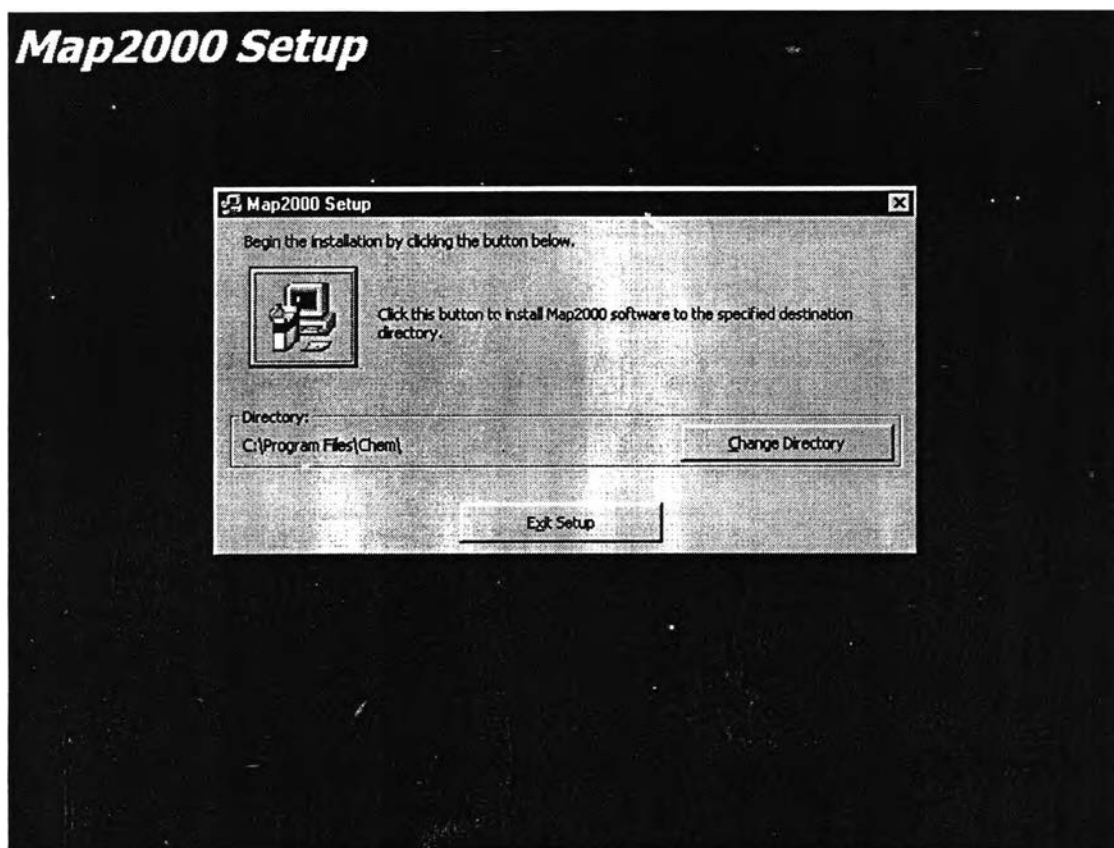 Map2000 Setup
Map2000 Setup
Begin the installation by clicking the button below.
Click this button to install Map2000 software to the specified destination
directory.
Directory:
C:\Program Files\Chem\
Change Directory
Exit Setup